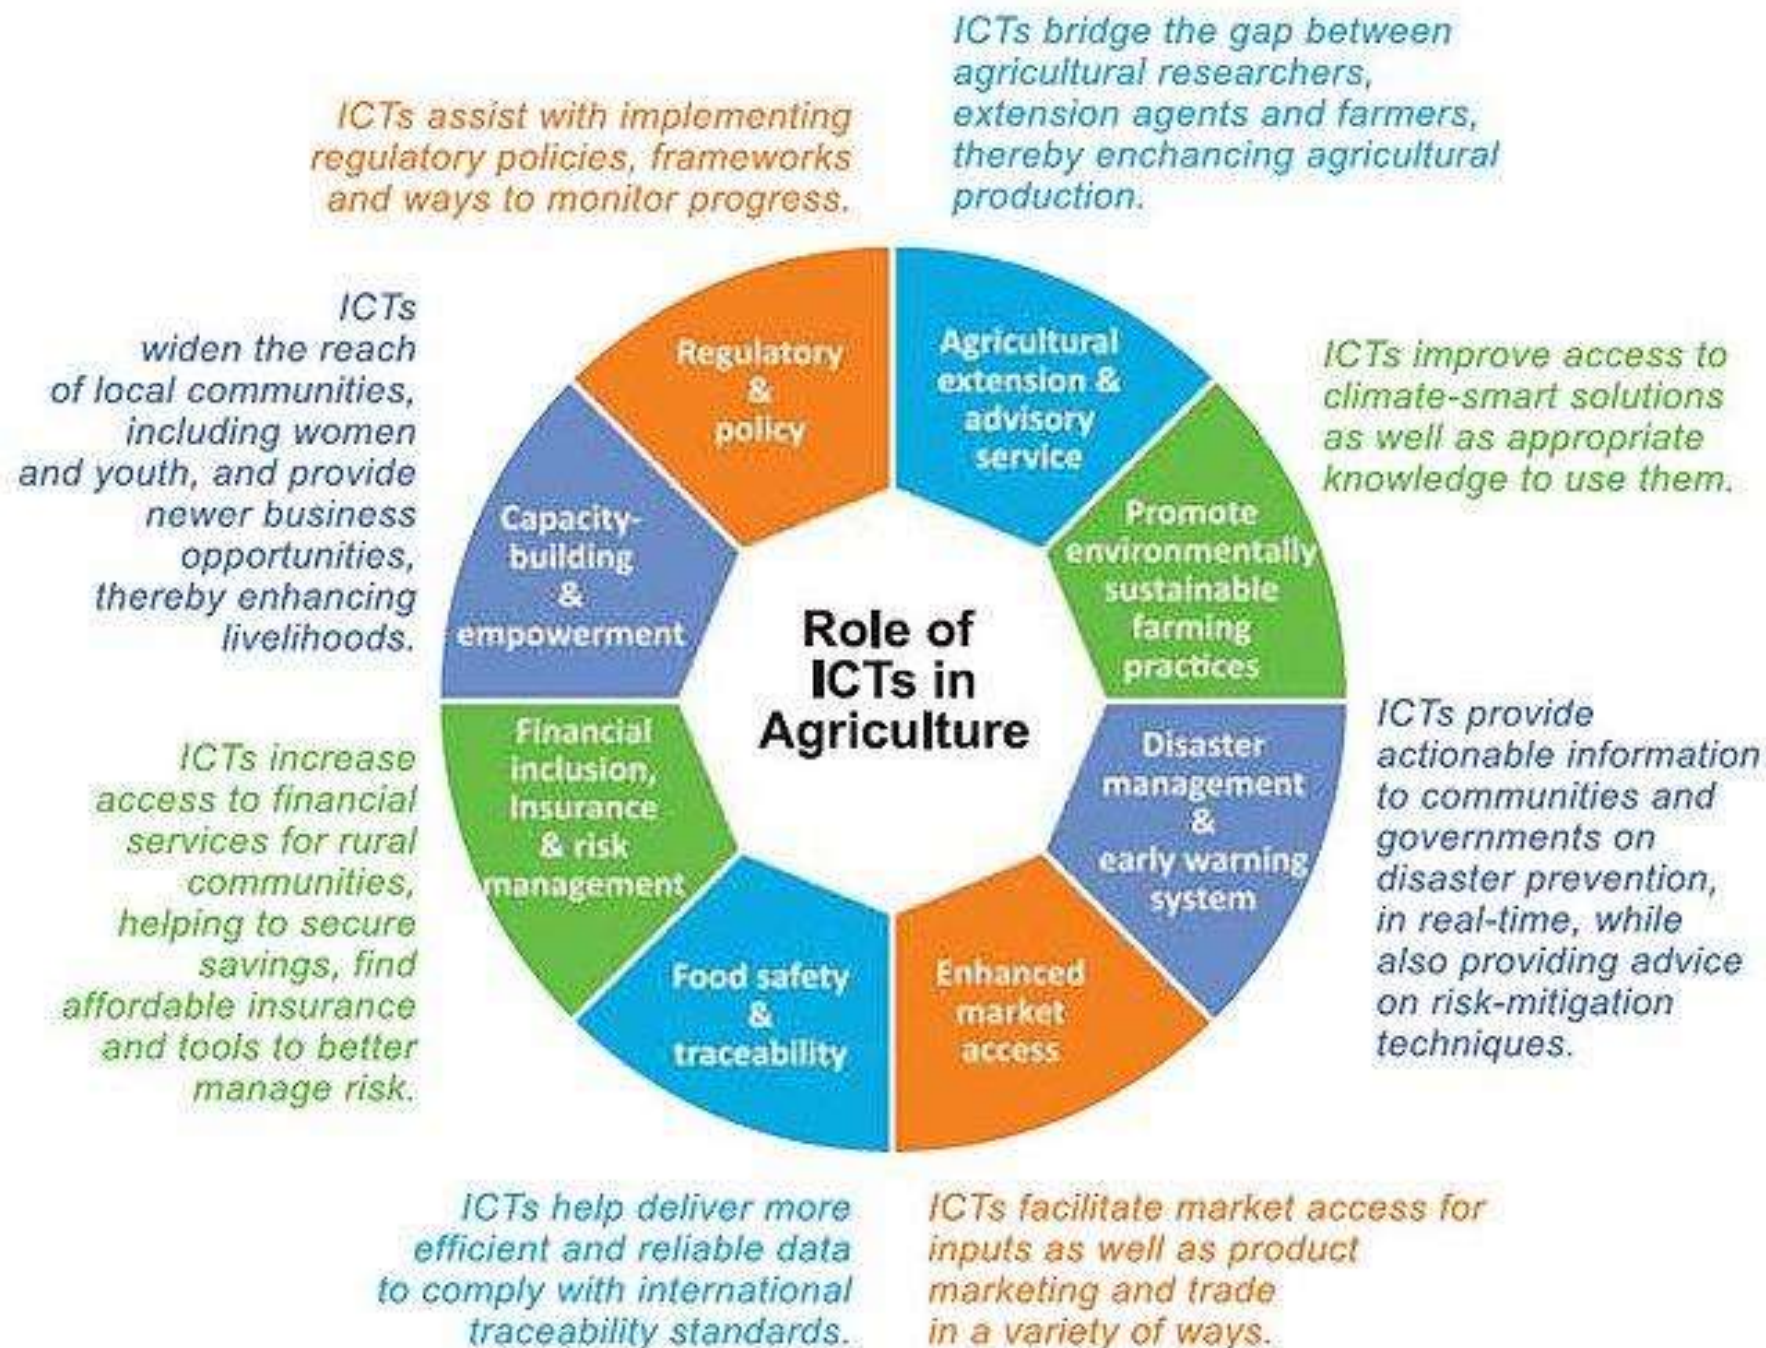 ICTs bridge the gap between
agricultural researchers,
extension agents and farmers,
thereby enchancing agricultural
production.
ICTs assist with implementing
regulatory policies, frameworks
and ways to monitor progress.
Regulatory
&
policy
Agricultural
extension &
advisory
service
ICTs
widen the reach
of local communities,
including women
and youth, and provide
newer business
opportunities,
thereby enhancing
livelihoods.
Capacity-
building
&
empowerment
Promote
environmentally
sustainable
farming
practices
ICTs improve access to
climate-smart solutions
as well as appropriate
knowledge to use them.
Role of
ICTs in
Agriculture
ICTs increase
access to financial
services for rural
communities,
helping to secure
savings, find
affordable insurance
and tools to better
manage risk.
Financial
inclusion,
Insurance
& risk
management
Disaster
management
&
early warning
system
ICTs provide
actionable information
to communities and
governments on
disaster prevention,
in real-time, while
also providing advice
on risk-mitigation
techniques.
Food safety
&
traceability
Enhanced
market
access
ICTs help deliver more
efficient and reliable data
to comply with international
traceability standards.
ICTs facilitate market access for
inputs as well as product
marketing and trade
in a variety of ways.